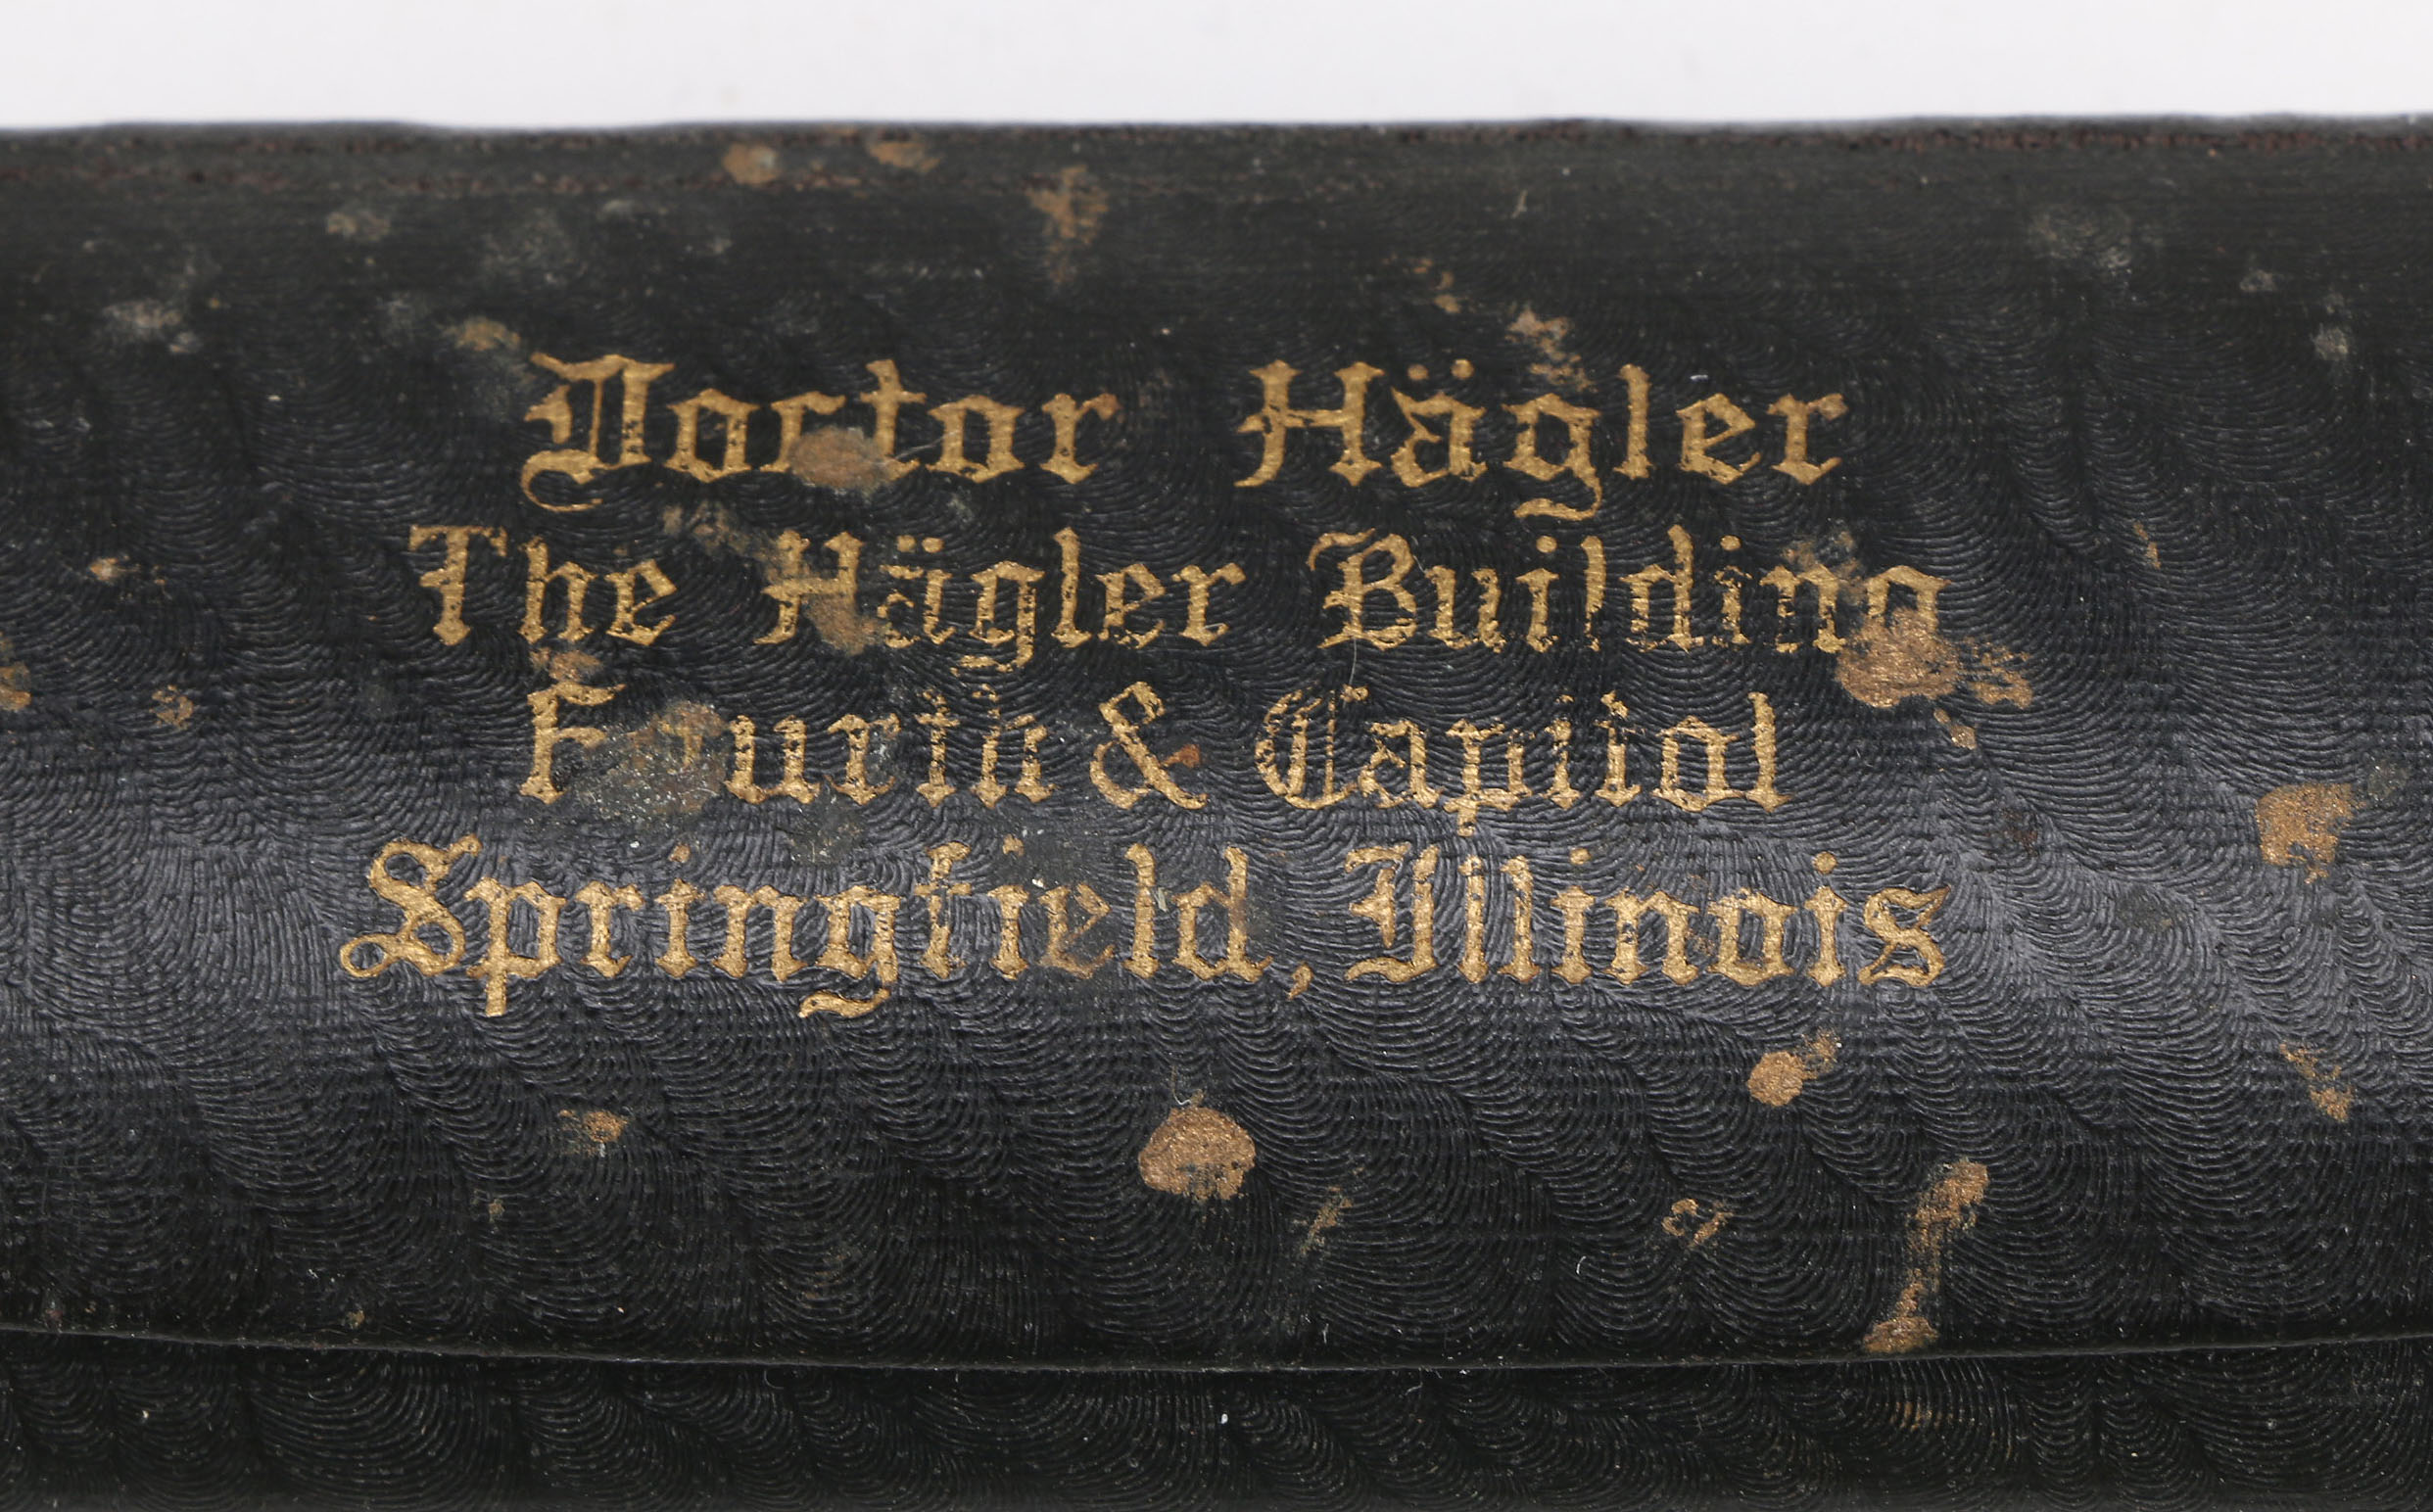 Doctor Hägler
The Hägler Building
Fourth & Capitol
Springfield, Illinois